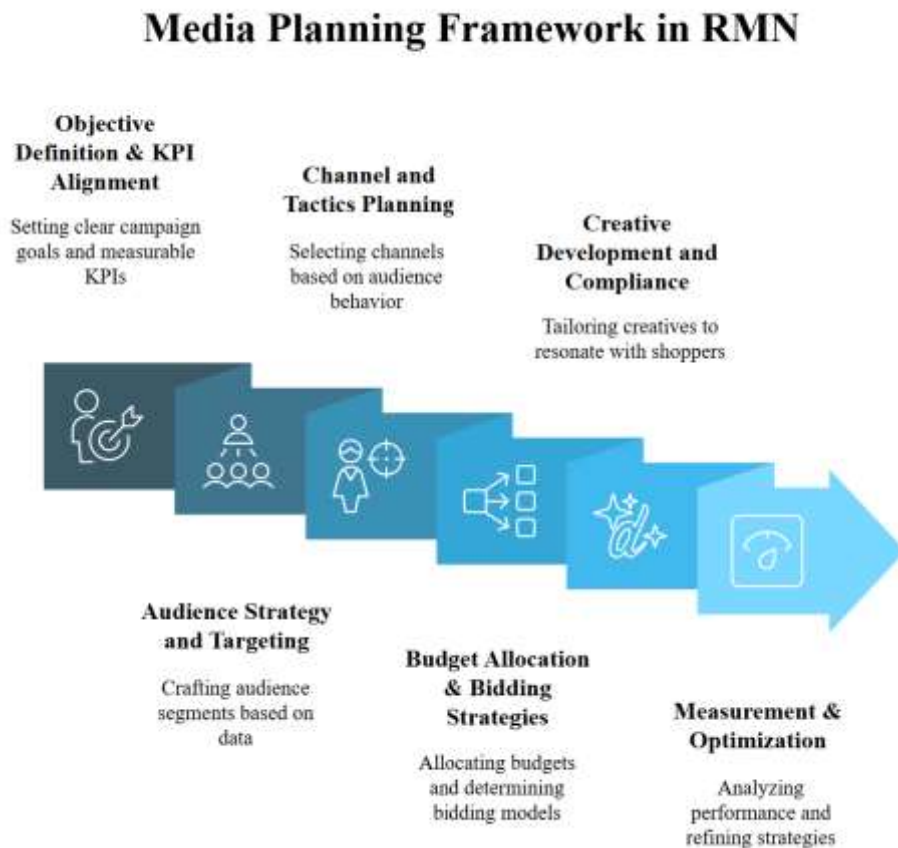 Media Planning Framework in RMN
Objective
Definition & KPI
Alignment
Setting clear campaign
goals and measurable
KPIs
Channel and
Tactics Planning
Selecting channels
based on audience
behavior
Creative
Development and
Compliance
Tailoring creatives to
resonate with shoppers
d
Audience Strategy
and Targeting
Crafting audience
segments based on
data
Budget Allocation
& Bidding
Strategies
Allocating budgets
and determining
bidding models
Measurement &
Optimization
Analyzing
performance and
refining strategies